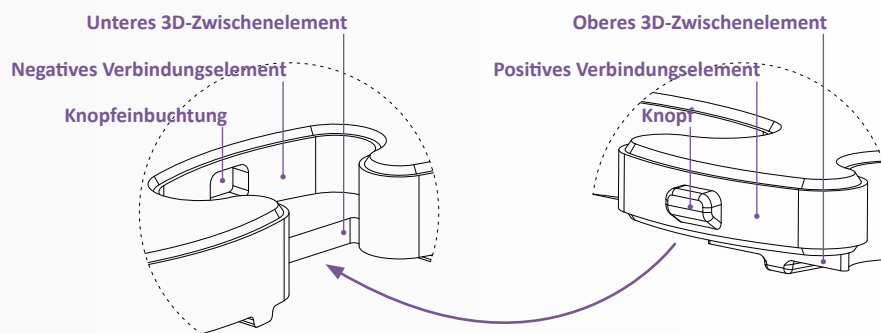 Unteres 3D-Zwischenelement
Negatives Verbindungselement
Knopfeinbuchtung
Oberes 3D-Zwischenelement
Positives Verbindungselement
Knopf